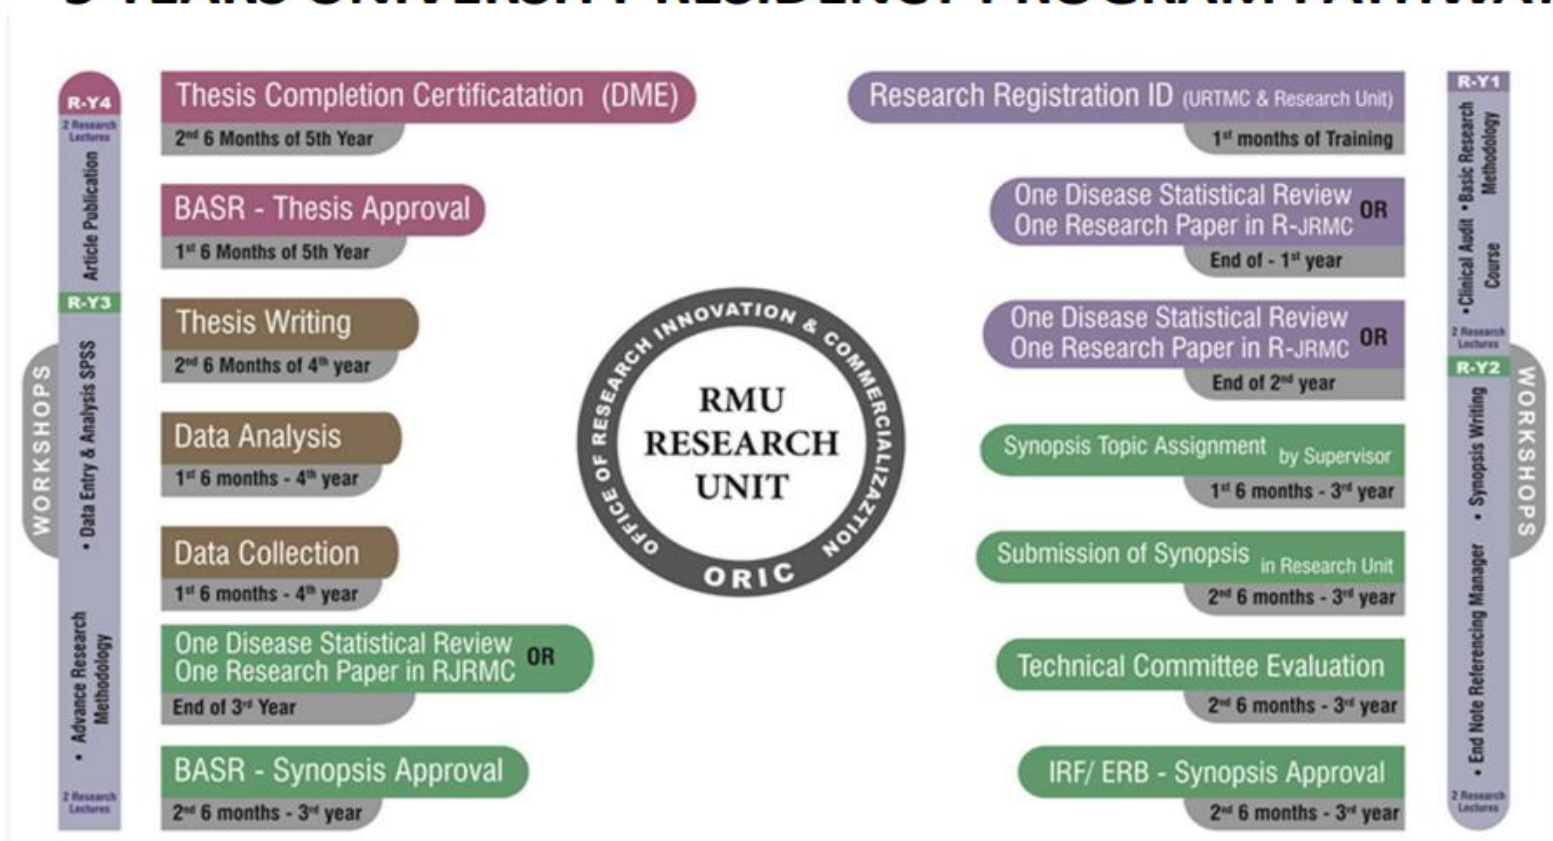 5 YEARS UNIVERSITY RESIDENCY PROGRAM PATHWAY
R-Y4
2 Research
Lectures
Article Publication
R-Y3
• Data Entry & Analysis SPSS
• Advance Research
Methodology
2 Research
Lectures
WORKSHOPS
Thesis Completion Certificatation (DME)
2nd 6 Months of 5th Year
BASR - Thesis Approval
1st 6 Months of 5th Year
Thesis Writing
2nd 6 Months of 4th year
Data Analysis
1st 6 months - 4th year
Data Collection
1st 6 months - 4th year
One Disease Statistical Review
One Research Paper in RJRMC OR
End of 3rd Year
BASR - Synopsis Approval
2nd 6 months - 3rd year
OFFICE OF RESEARCH INNOVATION & COMMERCIALIZAZTION
RMU
RESEARCH
UNIT
ORIC
Research Registration ID (URTMC & Research Unit)
1st months of Training
One Disease Statistical Review
One Research Paper in R-JRMC OR
End of - 1st year
One Disease Statistical Review
One Research Paper in R-JRMC OR
End of 2nd year
Synopsis Topic Assignment by Supervisor
1st 6 months - 3rd year
Submission of Synopsis in Research Unit
2nd 6 months - 3rd year
Technical Committee Evaluation
2nd 6 months - 3rd year
IRF/ ERB - Synopsis Approval
2nd 6 months - 3rd year
R-Y1
• Basic Research
Methodology
• Clinical Audit
Course
2 Research
Lectures
R-Y2
• Synopsis Writing
• End Note Referencing Manager
2 Research
Lectures
WORKSHOPS